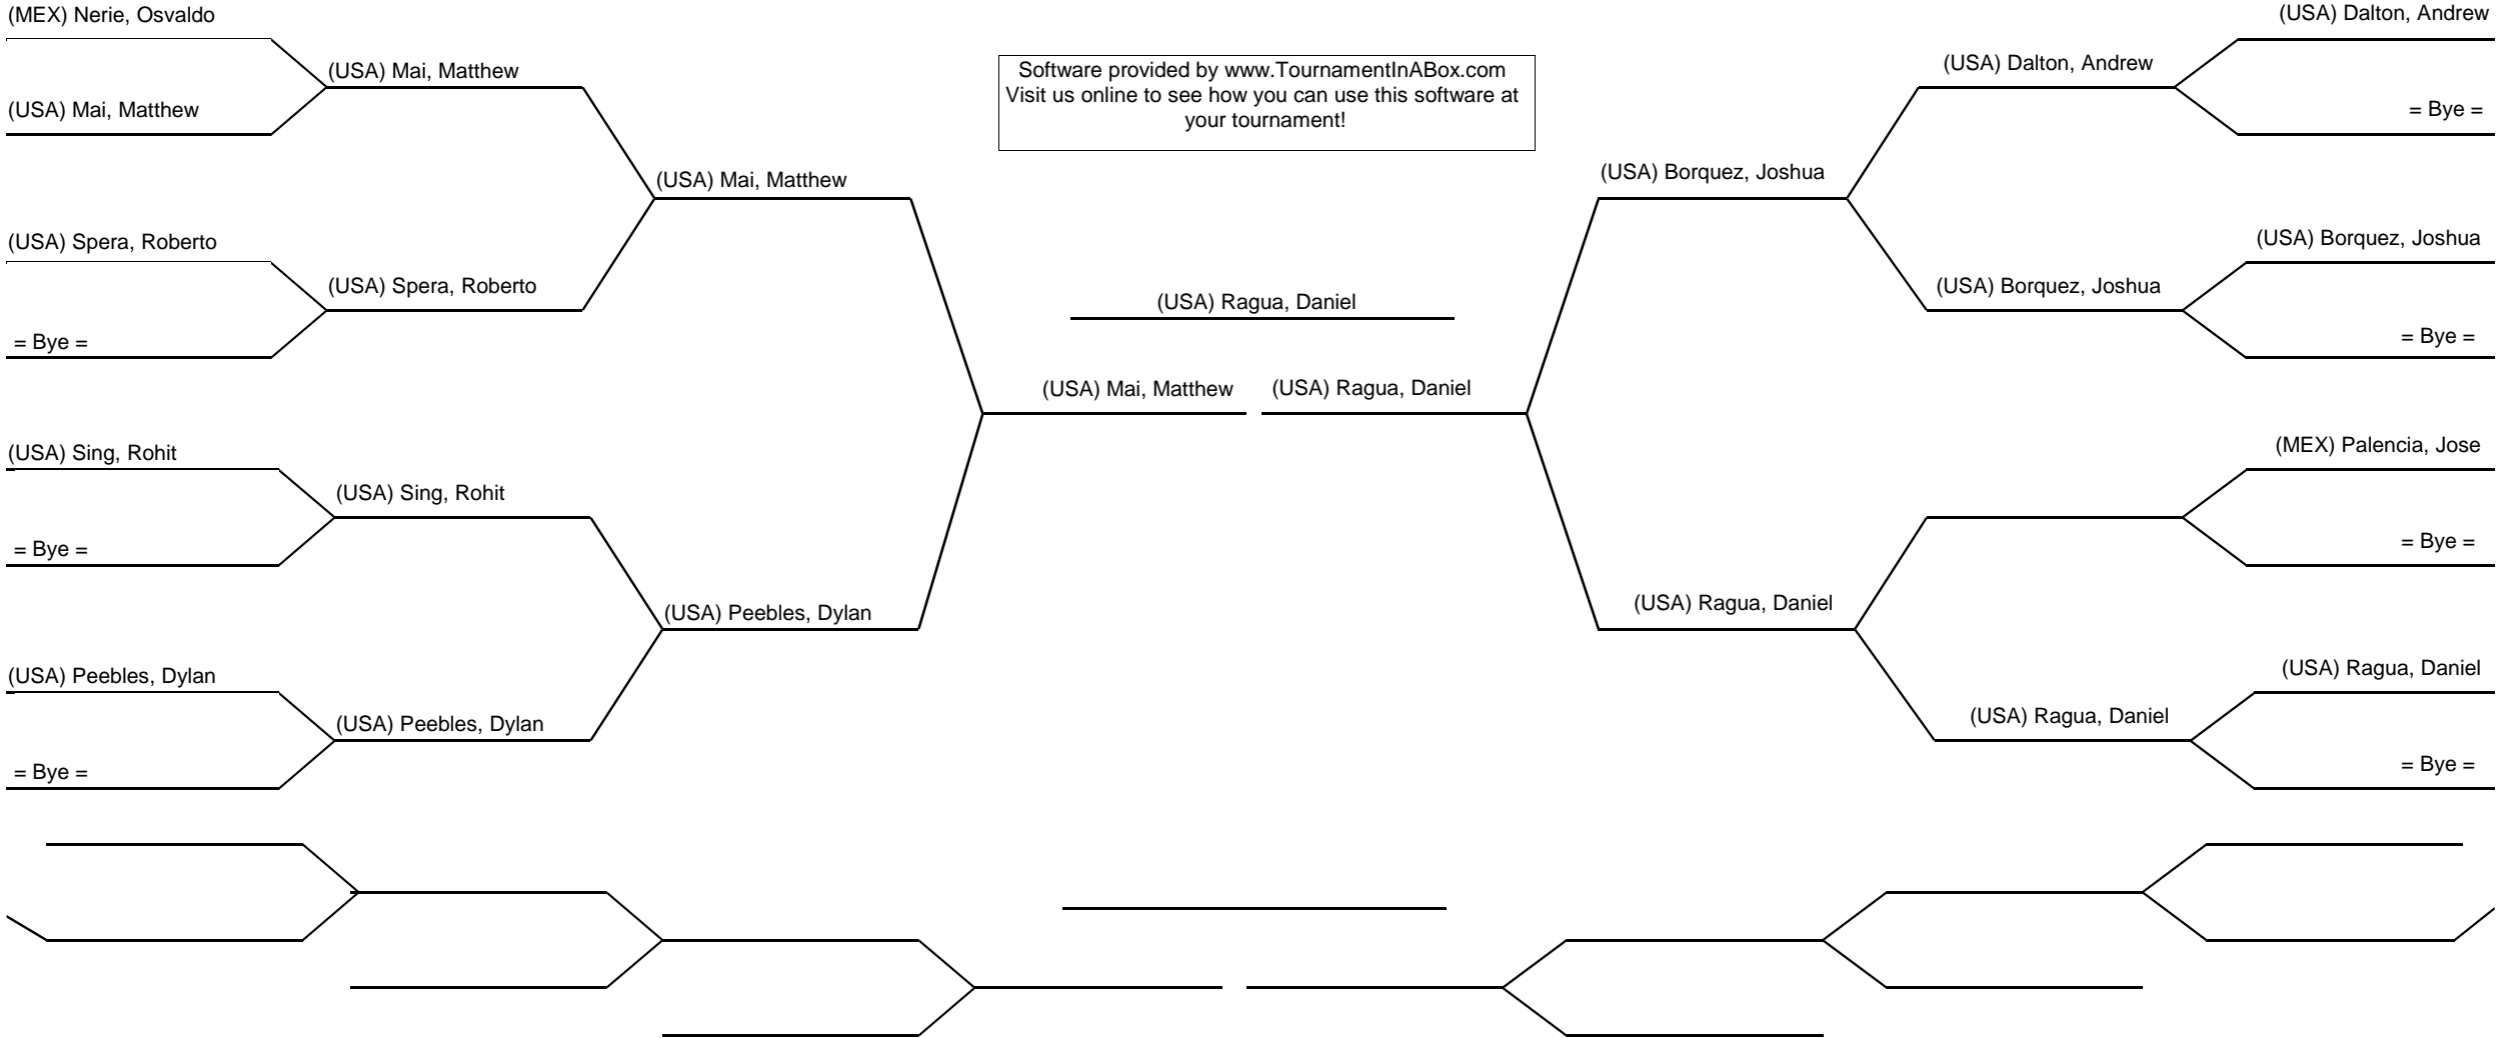 (MEX) Nerie, Osvaldo
(USA) Mai, Matthew
(USA) Spera, Roberto
= Bye =
(USA) Sing, Rohit
= Bye =
(USA) Peebles, Dylan
= Bye =
(USA) Mai, Matthew
(USA) Spera, Roberto
(USA) Sing, Rohit
(USA) Peebles, Dylan
(USA) Mai, Matthew
(USA) Peebles, Dylan
Software provided by www.TournamentInABox.com
Visit us online to see how you can use this software at
your tournament!
(USA) Ragua, Daniel
(USA) Mai, Matthew
(USA) Ragua, Daniel
(USA) Borquez, Joshua
(USA) Ragua, Daniel
(USA) Dalton, Andrew
(USA) Borquez, Joshua
(USA) Ragua, Daniel
(USA) Dalton, Andrew
= Bye =
(USA) Borquez, Joshua
= Bye =
(MEX) Palencia, Jose
= Bye =
(USA) Ragua, Daniel
= Bye =